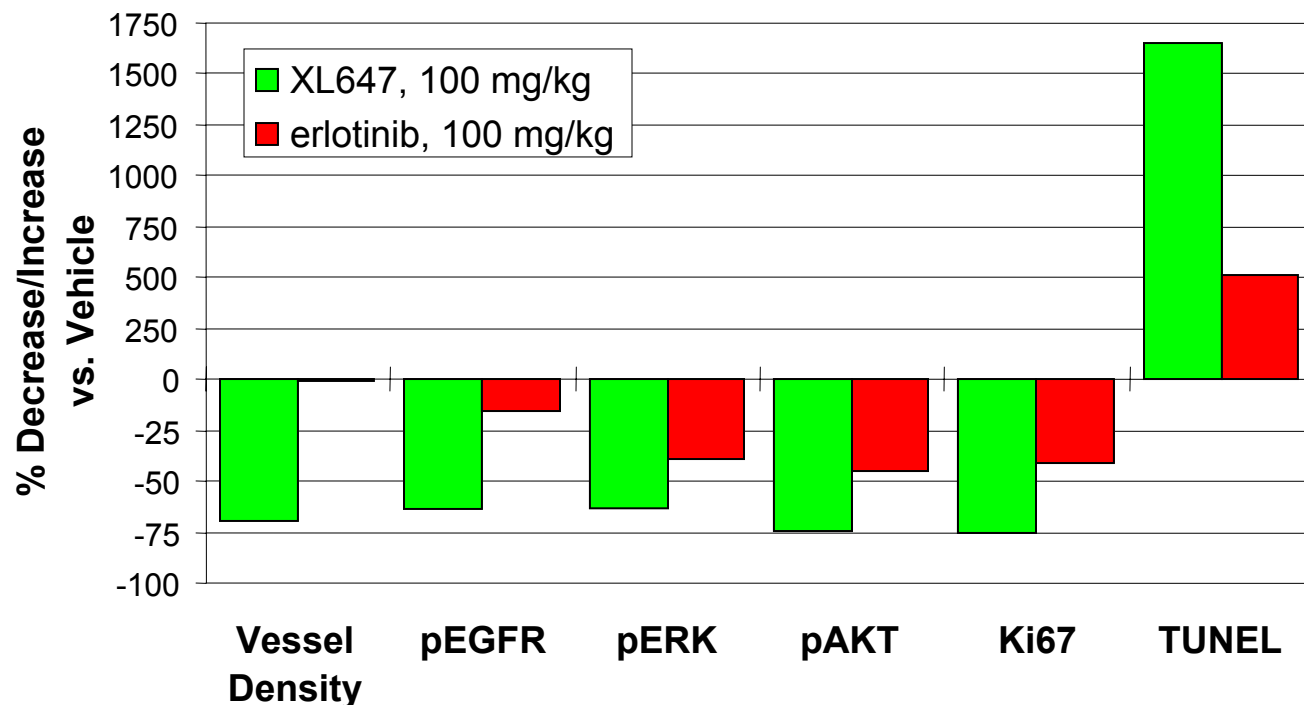 % Decrease/Increase
vs. Vehicle
1750
1500
1250
1000
750
500
250
0
-25
-50
-75
-100
XL647, 100 mg/kg
erlotinib, 100 mg/kg
Vessel
Density
pEGFR
pERK
pAKT
Ki67
TUNEL